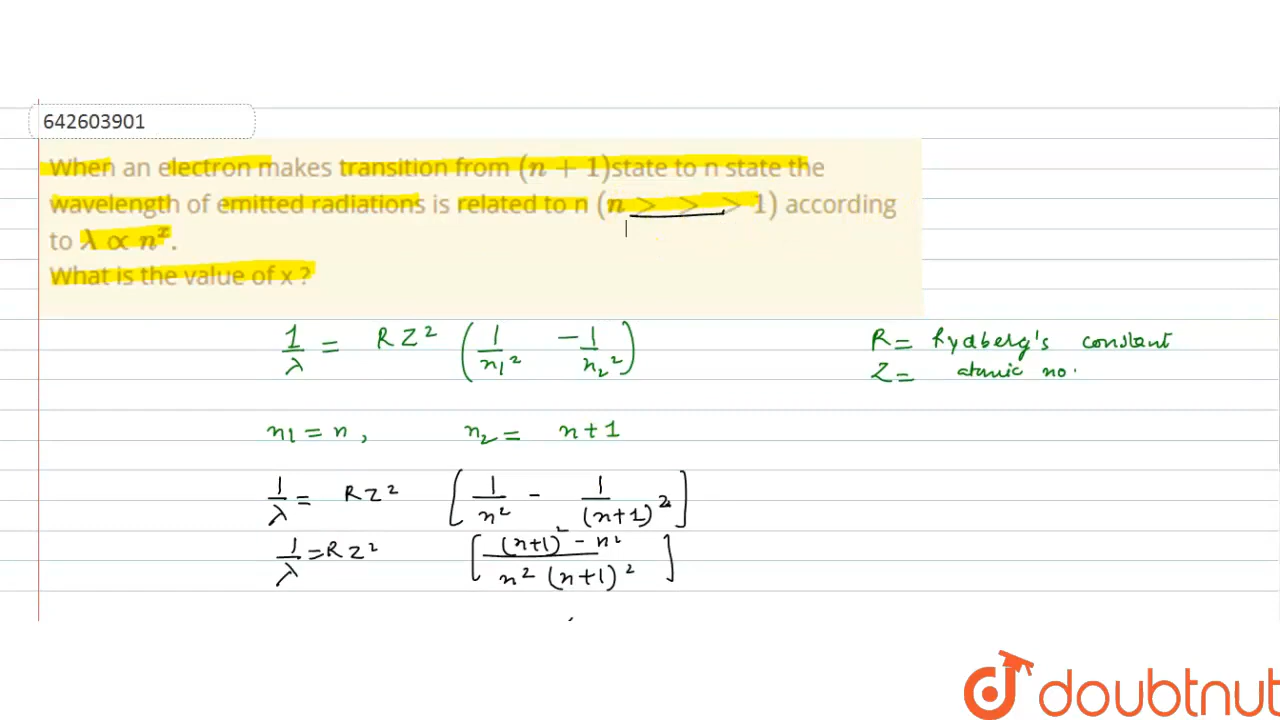 642603901
When an electron makes transition from (n + 1)state to n state the
wavelength of emitted radiations is related to n (n > > > 1) according
to λ ∝ nˣ.
What is the value of x ?
1/λ = RZ² (1/n₁² - 1/n₂²)
R = Rydberg's constant
Z = atomic no.
n₁ = n, n₂ = n+1
1/λ = RZ² [1/n² - 1/(n+1)²]
1/λ = RZ² [(n+1)² - n² / n² (n+1)²]
doubtnut